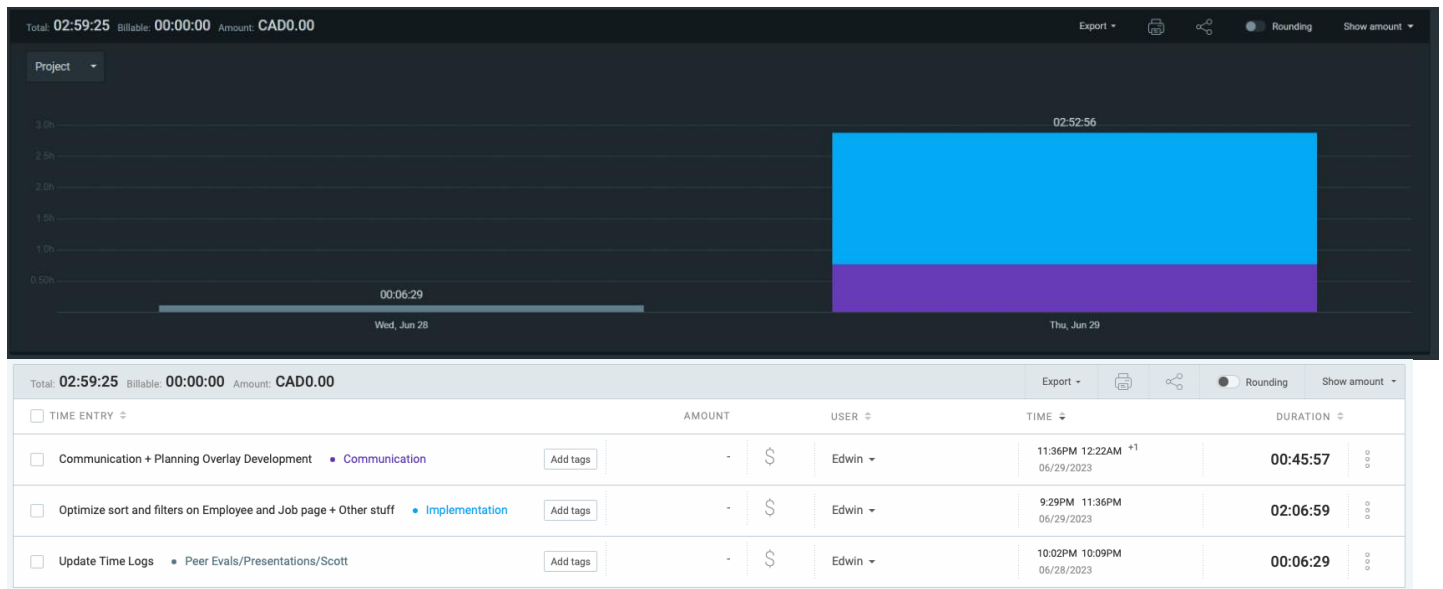 Total: 02:59:25 Billable: 00:00:00 Amount: CAD0.00 Export Rounding Show amount
Project
3.0h
02:52:56
2.5h
2.0h
1.5h
1.0h
0.50h
00:06:29
Wed, Jun 28 Thu, Jun 29
Total: 02:59:25 Billable: 00:00:00 Amount: CAD0.00 Export Rounding Show amount
TIME ENTRY AMOUNT USER TIME DURATION
Communication + Planning Overlay Development • Communication Add tags - $ Edwin 11:36PM 12:22AM +1 00:45:57
06/29/2023
Optimize sort and filters on Employee and Job page + Other stuff • Implementation Add tags - $ Edwin 9:29PM 11:36PM 02:06:59
06/29/2023
Update Time Logs • Peer Evals/Presentations/Scott Add tags - $ Edwin 10:02PM 10:09PM 00:06:29
06/28/2023